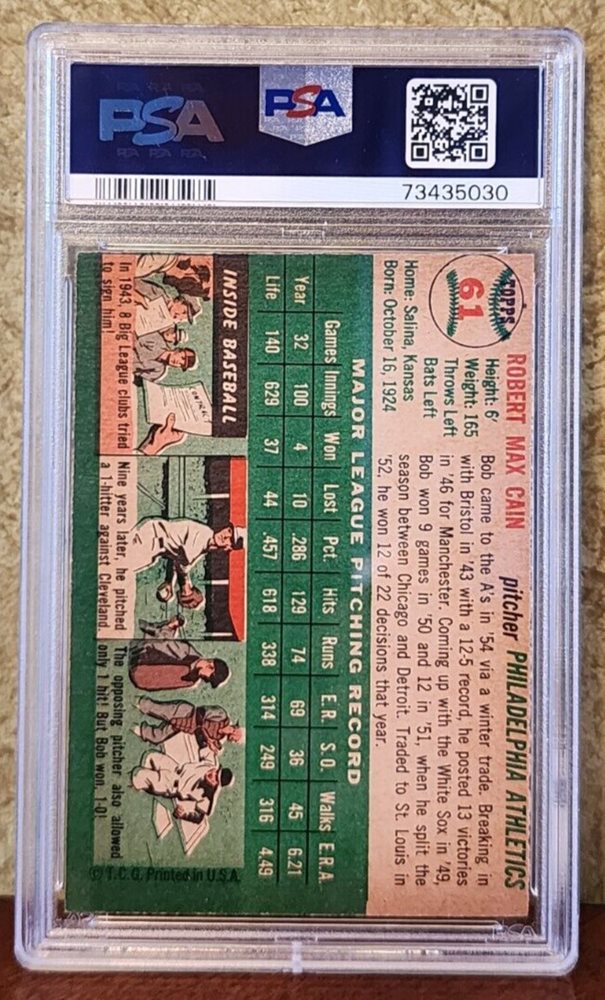 PSA
PSA
73435030
TOPPS
61
ROBERT MAX CAIN pitcher PHILADELPHIA ATHLETICS
Height: 6'
Weight: 165
Throws Left
Bats Left
Home: Salina, Kansas
Born: October 16, 1924
Bob came to the A's in '54 via a winter trade. Breaking in
with Bristol in '43 with a 12-5 record, he posted 13 victories
in '46 for Manchester. Coming up with the White Sox in '49,
Bob won 9 games in '50 and 12 in '51, when he split the
season between Chicago and Detroit. Traded to St. Louis in
'52, he won 12 of 22 decisions that year.
MAJOR LEAGUE PITCHING RECORD
Games Innings Won Lost Pct. Hits Runs E.R. S.O. Walks E.R.A.
Year 32 100 4 10 .286 129 74 69 36 45 6.21
Life 140 629 37 44 .457 618 338 314 249 316 4.49
INSIDE BASEBALL
CONTRACT
In 1943, 8 Big League clubs tried
to sign him!
Nine years later, he pitched
a 1-hitter against Cleveland.
The opposing pitcher also allowed
only 1 hit! But Bob won, 1-0!
© T.C.G. Printed in U.S.A.
PSA